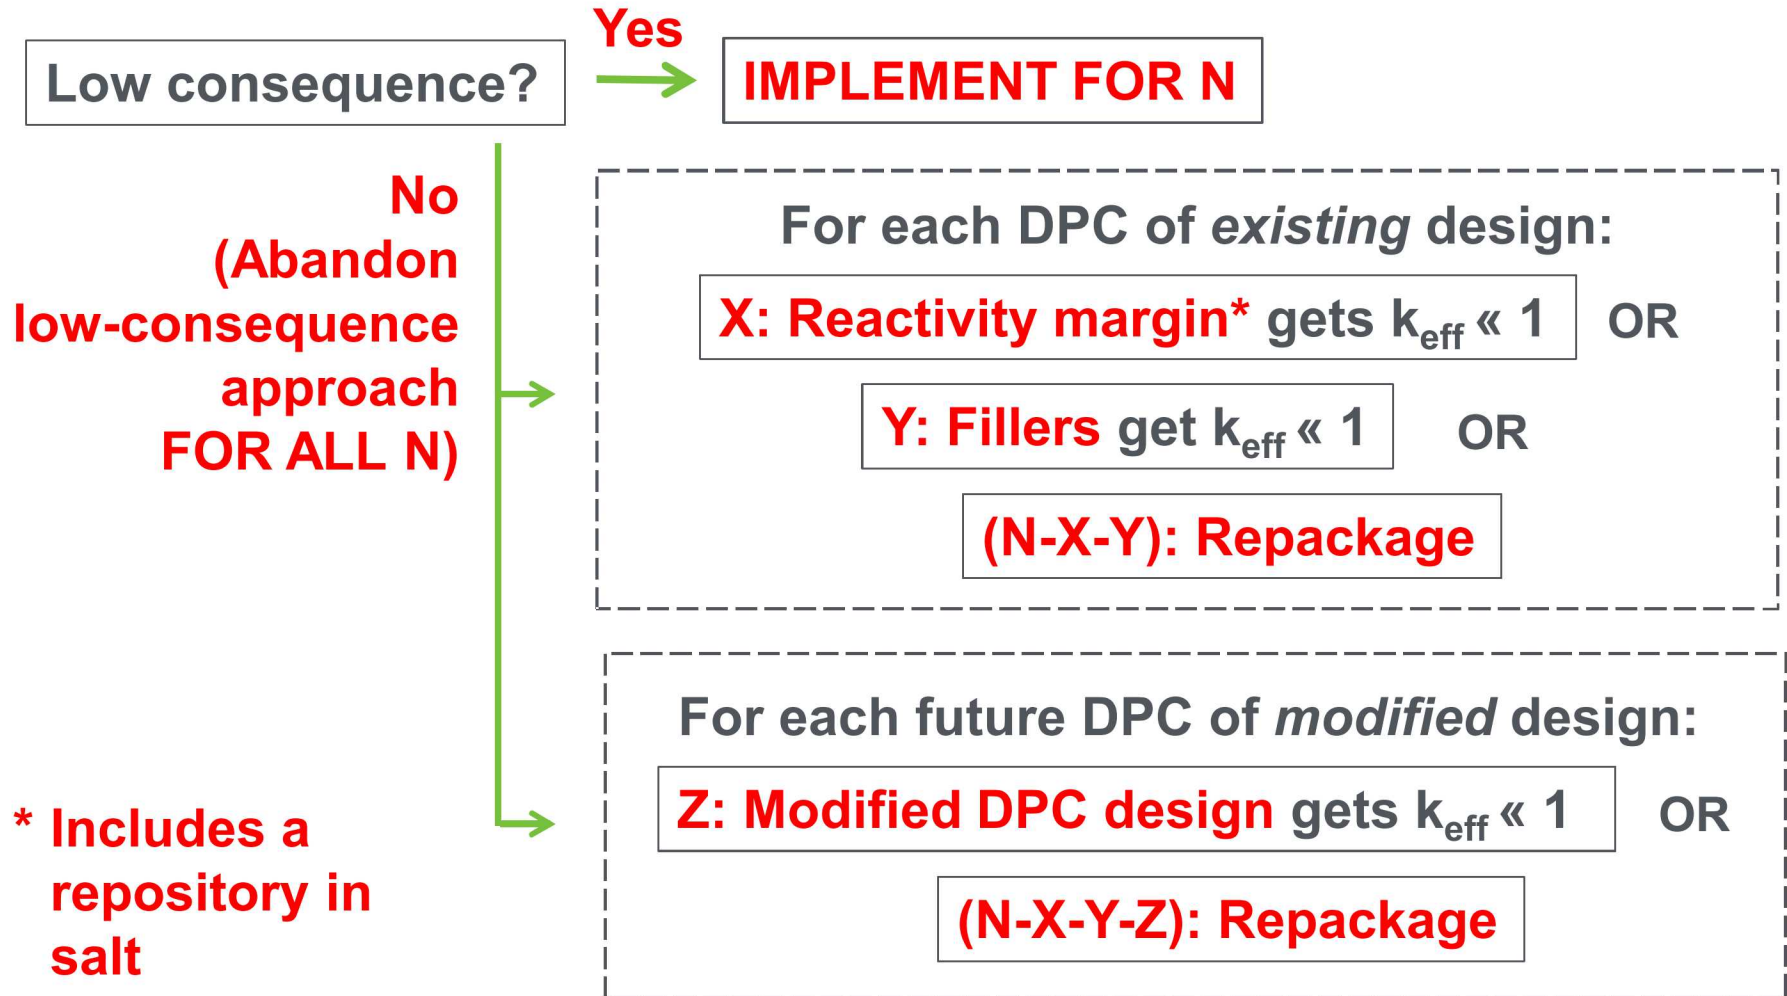 Low consequence?
Yes
IMPLEMENT FOR N
No
(Abandon
low-consequence
approach
FOR ALL N)
For each DPC of existing design:
X: Reactivity margin* gets keff « 1 OR
Y: Fillers get keff « 1 OR
(N-X-Y): Repackage
For each future DPC of modified design:
Z: Modified DPC design gets keff « 1 OR
(N-X-Y-Z): Repackage
* Includes a
repository in
salt